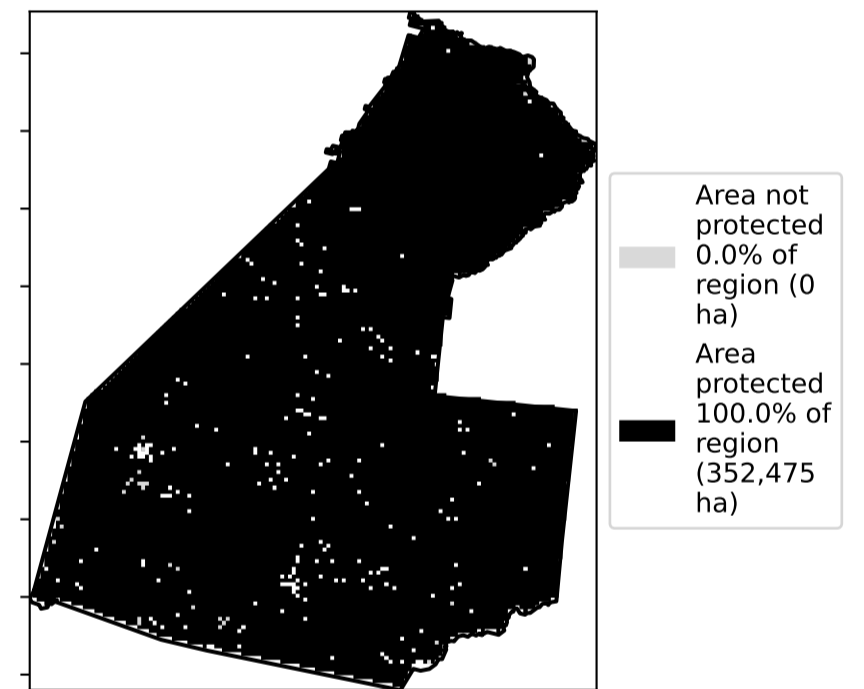 Area not
protected
0.0% of
region (0
ha)
Area
protected
100.0% of
region
(352,475
ha)